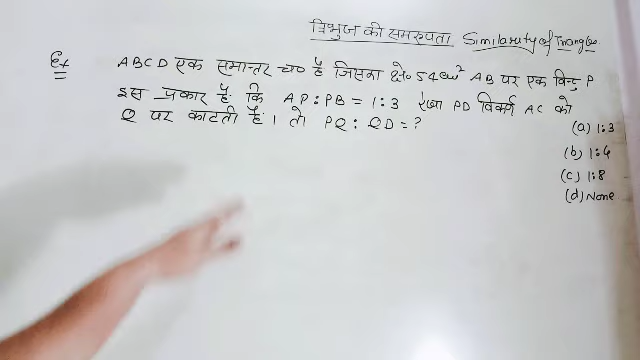 त्रिभुज की समरूपता Similarity of Triangles
Ex ABCD एक समान्तर च० है जिसका क्षे० 54cm² AB पर एक बिन्दु P
इस प्रकार है कि AP:PB = 1:3 रेखा PD विकर्ण AC को
Q पर काटती है। तो PQ : QD = ?
(a) 1:3
(b) 1:4
(c) 1:8
(d) None